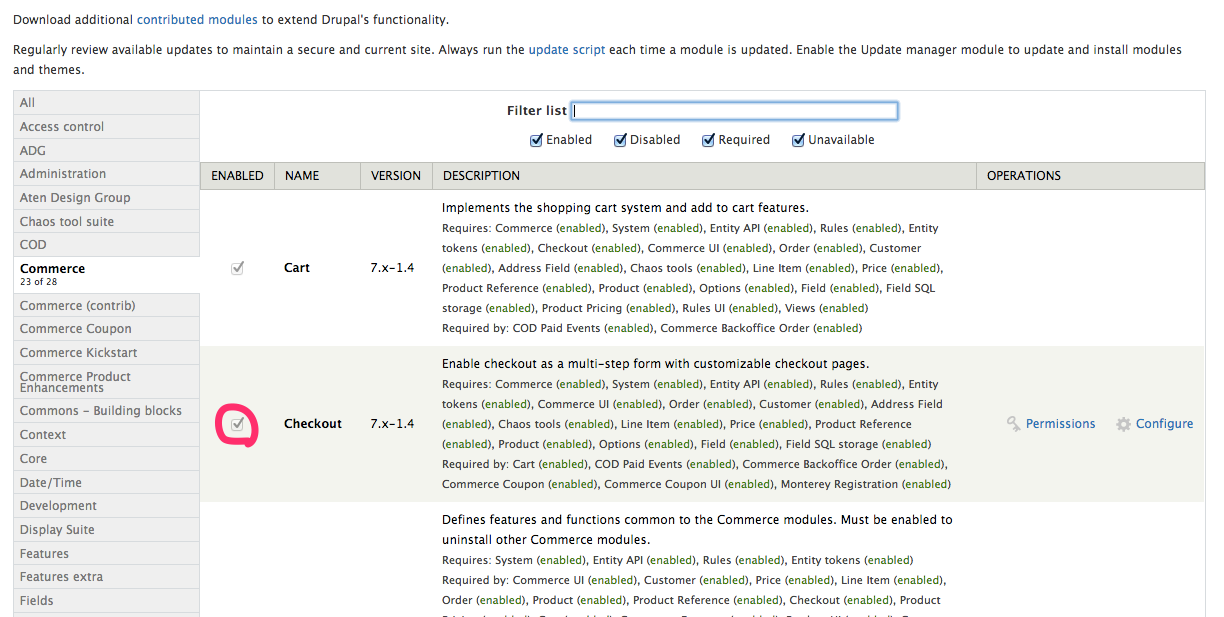 Download additional contributed modules to extend Drupal's functionality.
Regularly review available updates to maintain a secure and current site. Always run the update script each time a module is updated. Enable the Update manager module to update and install modules
and themes.
All
Access control
ADG
Administration
Aten Design Group
Chaos tool suite
COD
Commerce
23 of 28
Commerce (contrib)
Commerce Coupon
Commerce Kickstart
Commerce Product
Enhancements
Commons - Building blocks
Context
Core
Date/Time
Development
Display Suite
Features
Features extra
Fields
Filter list
Enabled Disabled Required Unavailable
ENABLED NAME VERSION DESCRIPTION OPERATIONS
Implements the shopping cart system and add to cart features.
Requires: Commerce (enabled), System (enabled), Entity API (enabled), Rules (enabled), Entity
tokens (enabled), Checkout (enabled), Commerce UI (enabled), Order (enabled), Customer
Cart 7.x-1.4 (enabled), Address Field (enabled), Chaos tools (enabled), Line Item (enabled), Price (enabled),
Product Reference (enabled), Product (enabled), Options (enabled), Field (enabled), Field SQL
storage (enabled), Product Pricing (enabled), Rules UI (enabled), Views (enabled)
Required by: COD Paid Events (enabled), Commerce Backoffice Order (enabled)
Enable checkout as a multi-step form with customizable checkout pages.
Requires: Commerce (enabled), System (enabled), Entity API (enabled), Rules (enabled), Entity
tokens (enabled), Commerce UI (enabled), Order (enabled), Customer (enabled), Address Field
Checkout 7.x-1.4 (enabled), Chaos tools (enabled), Line Item (enabled), Price (enabled), Product Reference Permissions Configure
(enabled), Product (enabled), Options (enabled), Field (enabled), Field SQL storage (enabled)
Required by: Cart (enabled), COD Paid Events (enabled), Commerce Backoffice Order (enabled),
Commerce Coupon (enabled), Commerce Coupon UI (enabled), Monterey Registration (enabled)
Defines features and functions common to the Commerce modules. Must be enabled to
uninstall other Commerce modules.
Requires: System (enabled), Entity API (enabled), Rules (enabled), Entity tokens (enabled)
Required by: Commerce UI (enabled), Customer (enabled), Price (enabled), Line Item (enabled),
Order (enabled), Product (enabled), Product Reference (enabled), Checkout (enabled), Product